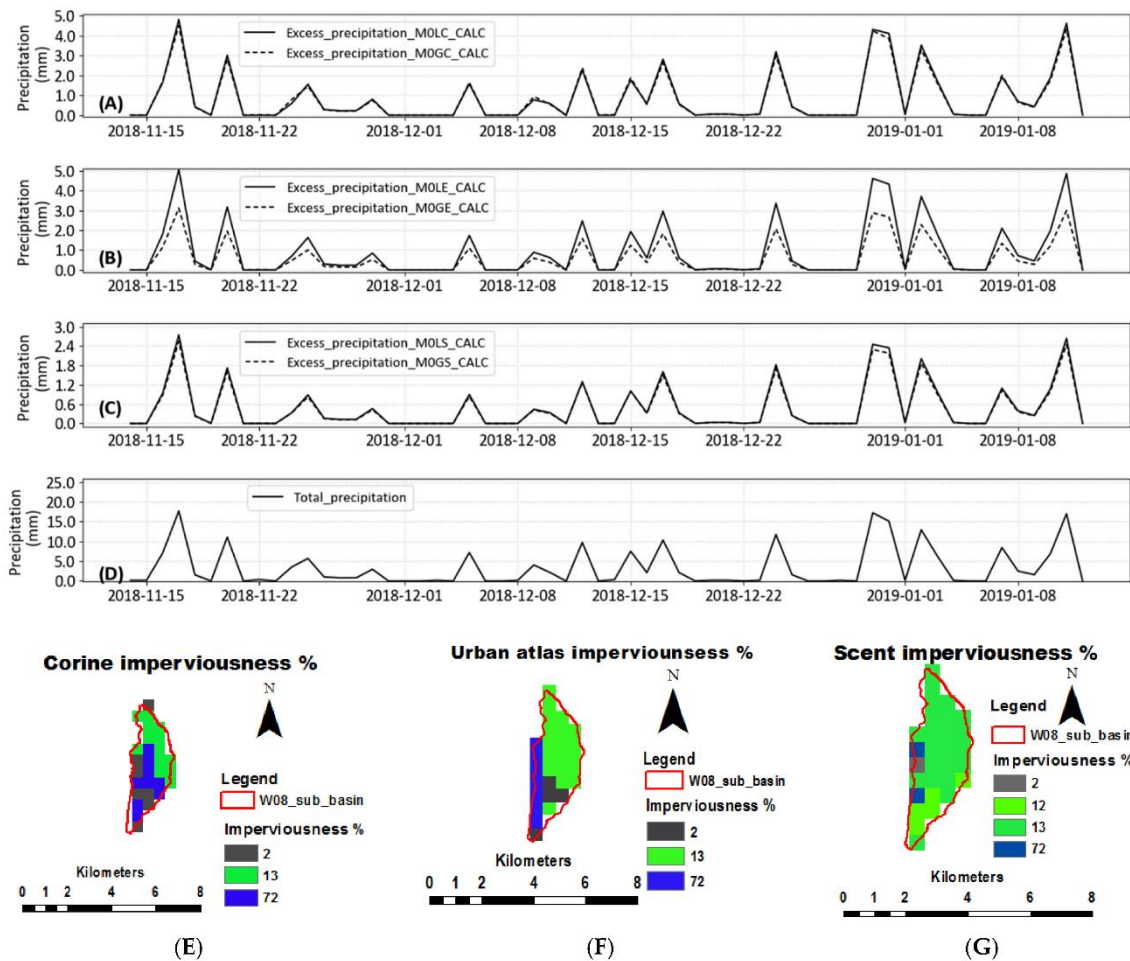 5.0
4.0
3.0
2.0
1.0
0.0
Precipitation
(mm)
Excess_precipitation_M0LC_CALC
Excess_precipitation_M0GC_CALC
(A)
2018-11-15 2018-11-22 2018-12-01 2018-12-08 2018-12-15 2018-12-22 2019-01-01 2019-01-08
5.0
4.0
3.0
2.0
1.0
0.0
Precipitation
(mm)
Excess_precipitation_M0LE_CALC
Excess_precipitation_M0GE_CALC
(B)
2018-11-15 2018-11-22 2018-12-01 2018-12-08 2018-12-15 2018-12-22 2019-01-01 2019-01-08
3.0
2.4
1.8
1.2
0.6
0.0
Precipitation
(mm)
Excess_precipitation_M0LS_CALC
Excess_precipitation_M0GS_CALC
(C)
2018-11-15 2018-11-22 2018-12-01 2018-12-08 2018-12-15 2018-12-22 2019-01-01 2019-01-08
25.0
20.0
15.0
10.0
5.0
0.0
Precipitation
(mm)
Total_precipitation
(D)
2018-11-15 2018-11-22 2018-12-01 2018-12-08 2018-12-15 2018-12-22 2019-01-01 2019-01-08
Corine imperviousness %
N
Legend
W08_sub_basin
Imperviousness %
2
13
72
Kilometers
0 1 2 4 6 8
(E)
Urban atlas imperviounsess %
N
Legend
W08_sub_basin
Imperviousness %
2
13
72
Kilometers
0 1 2 4 6 8
(F)
Scent imperviousness %
N
Legend
W08_sub_basin
Imperviousness %
2
12
13
72
Kilometers
0 1 2 4 6 8
(G)